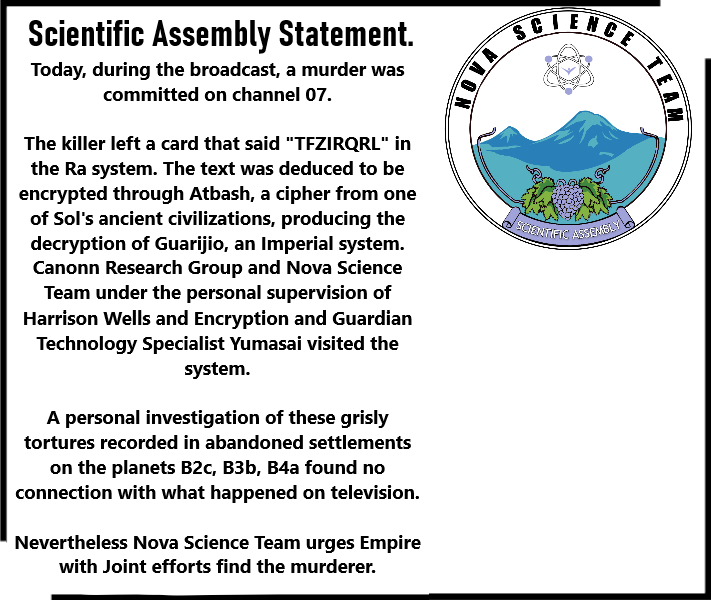 Scientific Assembly Statement.
Today, during the broadcast, a murder was
committed on channel 07.
The killer left a card that said "TFZIRQRL" in
the Ra system. The text was deduced to be
encrypted through Atbash, a cipher from one
of Sol's ancient civilizations, producing the
decryption of Guarijio, an Imperial system.
Canonn Research Group and Nova Science
Team under the personal supervision of
Harrison Wells and Encryption and Guardian
Technology Specialist Yumasai visited the
system.
A personal investigation of these grisly
tortures recorded in abandoned settlements
on the planets B2c, B3b, B4a found no
connection with what happened on television.
Nevertheless Nova Science Team urges Empire
with Joint efforts find the murderer.
NOVA SCIENCE TEAM
SCIENTIFIC ASSEMBLY